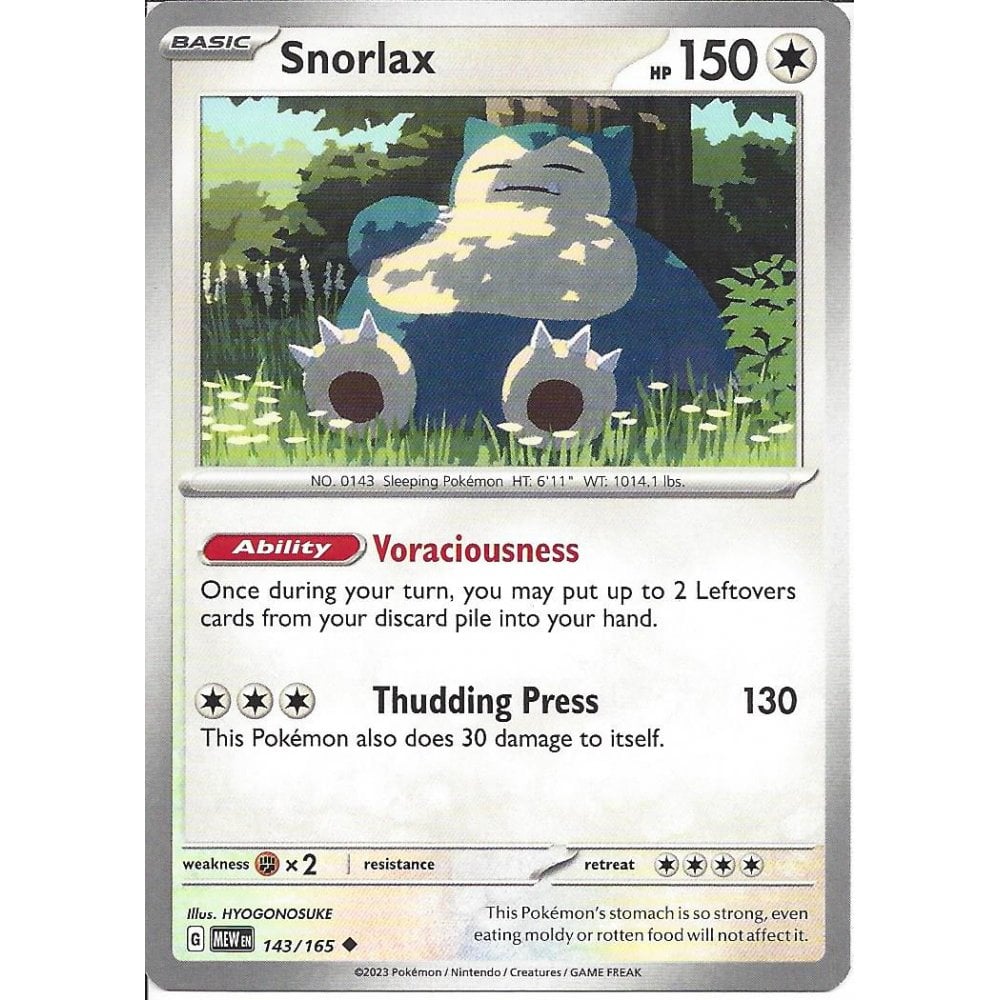 BASIC Snorlax HP 150
NO. 0143 Sleeping Pokémon HT: 6'11" WT: 1014.1 lbs.
Ability Voraciousness
Once during your turn, you may put up to 2 Leftovers
cards from your discard pile into your hand.
Thudding Press 130
This Pokémon also does 30 damage to itself.
weakness ×2 resistance retreat
Illus. HYOGONOSUKE
This Pokémon's stomach is so strong, even
eating moldy or rotten food will not affect it.
G MEW EN 143/165
©2023 Pokémon / Nintendo / Creatures / GAME FREAK